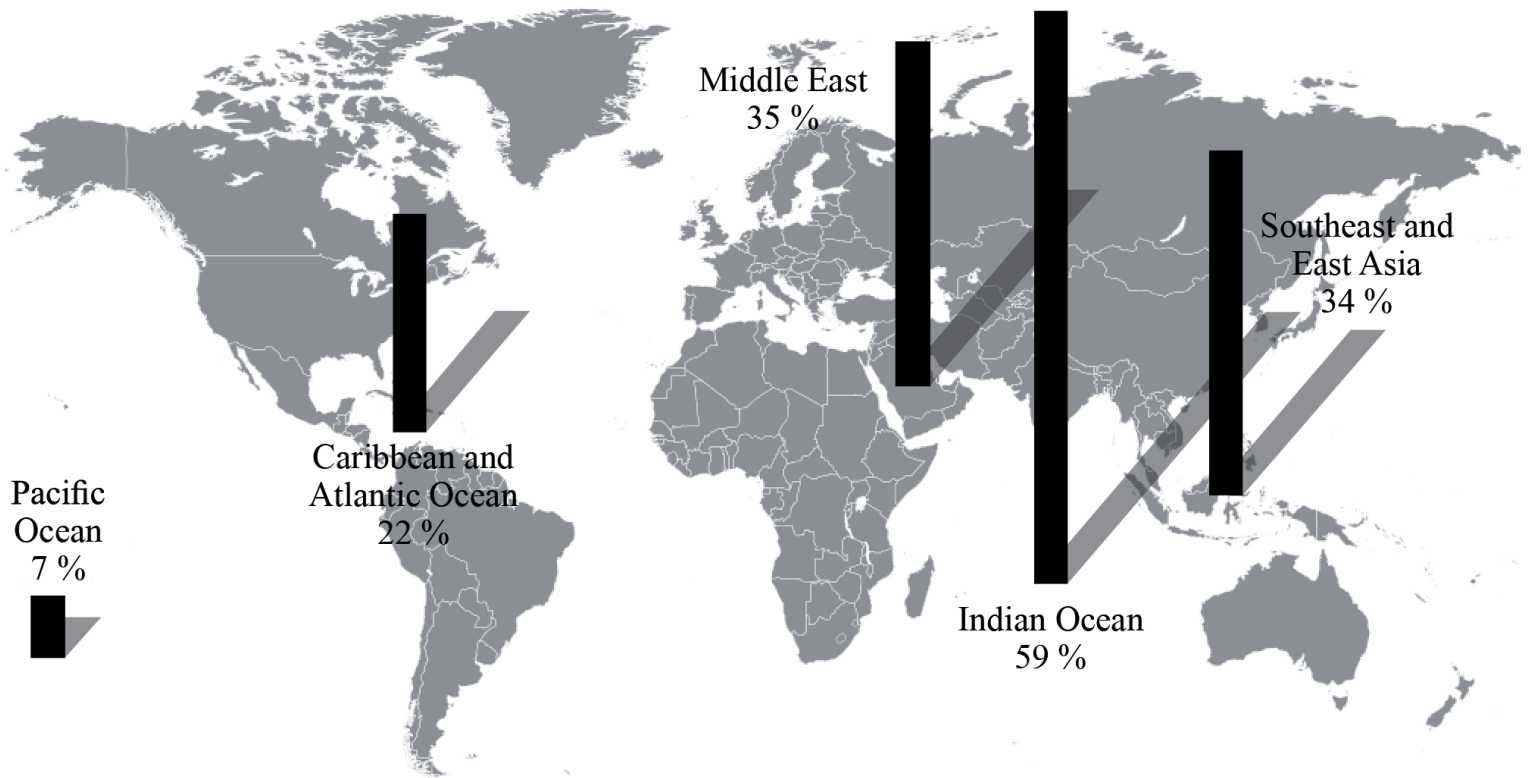 Middle East
35 %
Southeast and
East Asia
34 %
Caribbean and
Atlantic Ocean
22 %
Pacific
Ocean
7 %
Indian Ocean
59 %